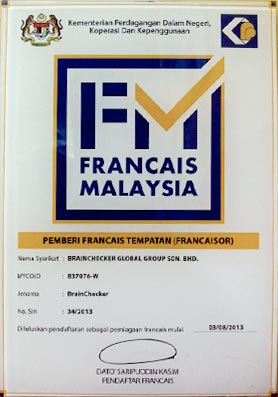 Kementerian Perdagangan Dalam Negeri,
Koperasi Dan Kepenggunaan
FM
FRANCAIS
MALAYSIA
PEMBERI FRANCAIS TEMPATAN (FRANCAISOR)
Nama Syarikat : BRAINCHECKER GLOBAL GROUP SDN. BHD.
MYCOID : 837076-W
Jenama : BrainChecker
No. Siri : 34/2013
Diluluskan pendaftaran sebagai perniagaan francais mulai 03/08/2013
DATO' SARIPUDDIN KASIM
PENDAFTAR FRANCAIS